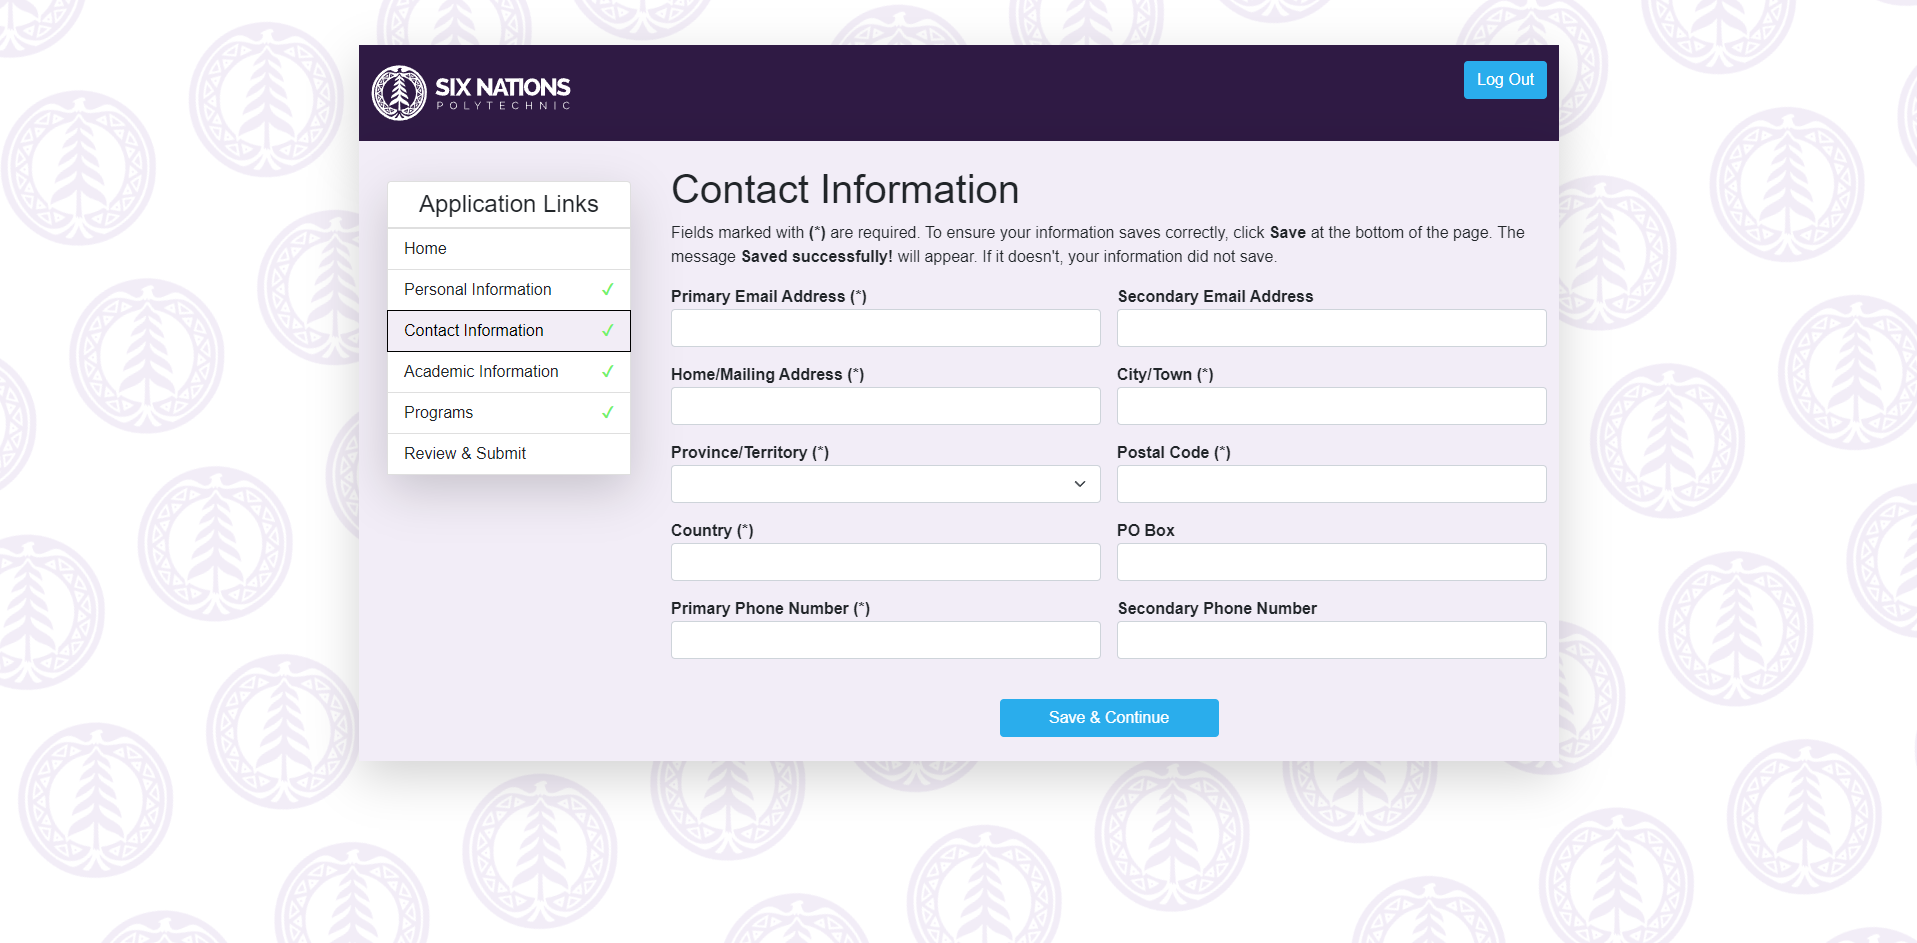 SIX NATIONS
POLYTECHNIC
Log Out
Application Links
Home
Personal Information
Contact Information
Academic Information
Programs
Review & Submit
Contact Information
Fields marked with (*) are required. To ensure your information saves correctly, click Save at the bottom of the page. The
message Saved successfully! will appear. If it doesn't, your information did not save.
Primary Email Address (*)
Secondary Email Address
Home/Mailing Address (*)
City/Town (*)
Province/Territory (*)
Postal Code (*)
Country (*)
PO Box
Primary Phone Number (*)
Secondary Phone Number
Save & Continue